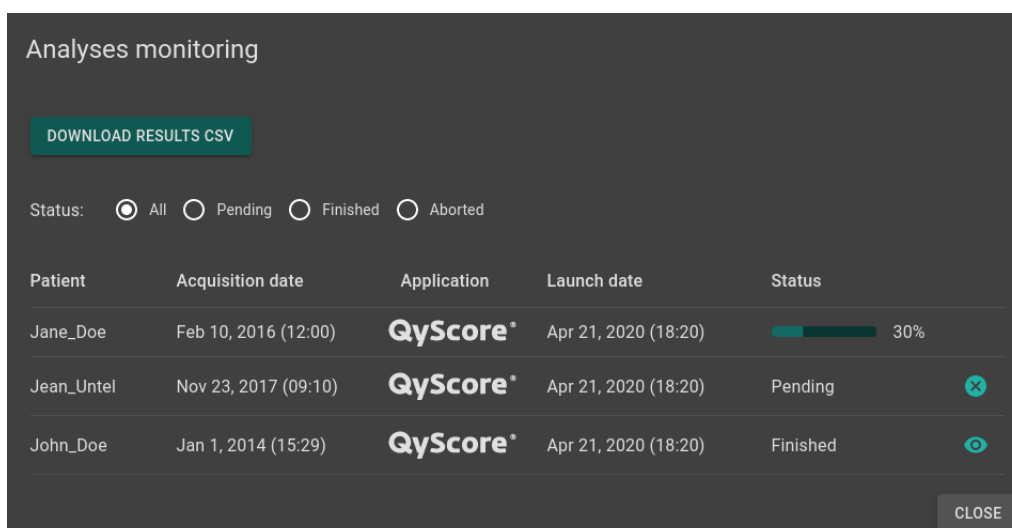 Analyses monitoring
DOWNLOAD RESULTS CSV
Status: All Pending Finished Aborted
Patient Acquisition date Application Launch date Status
Jane_Doe Feb 10, 2016 (12:00) QyScore® Apr 21, 2020 (18:20) 30%
Jean_Untel Nov 23, 2017 (09:10) QyScore® Apr 21, 2020 (18:20) Pending
John_Doe Jan 1, 2014 (15:29) QyScore® Apr 21, 2020 (18:20) Finished
CLOSE